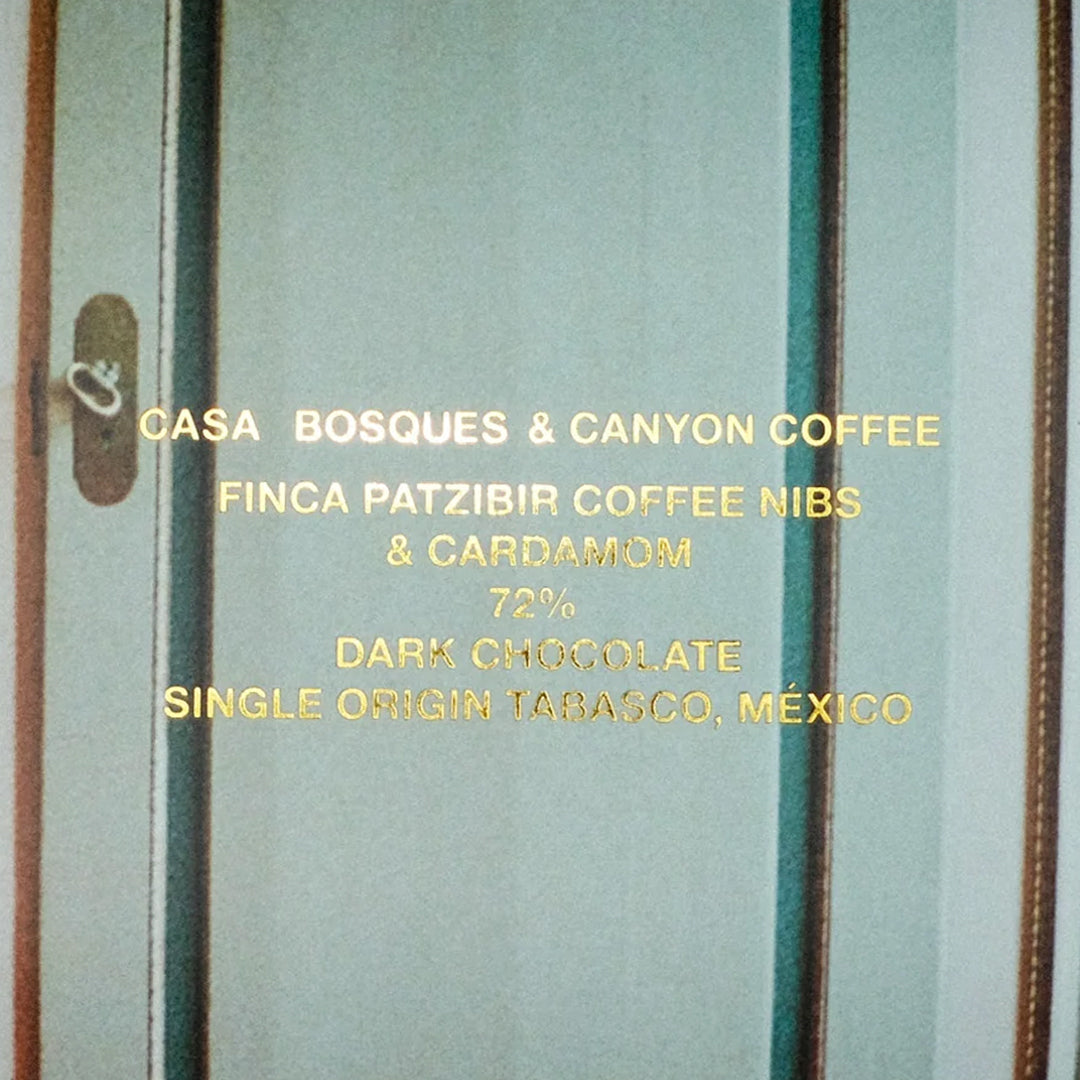 CASA BOSQUES & CANYON COFFEE
FINCA PATZIBIR COFFEE NIBS
& CARDAMOM
72%
DARK CHOCOLATE
SINGLE ORIGIN TABASCO, MÉXICO